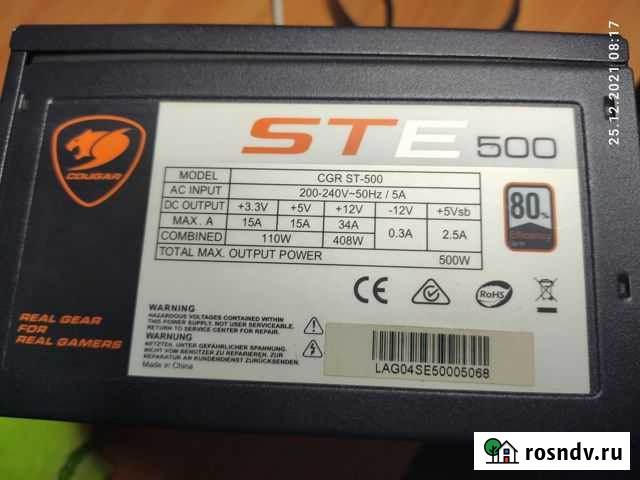 25.12.2021 08:17
COUGAR
STE 500
MODEL CGR ST-500
AC INPUT 200-240V~50Hz / 5A
DC OUTPUT +3.3V +5V +12V -12V +5Vsb
MAX. A 15A 15A 34A 0.3A 2.5A
COMBINED 110W 408W
TOTAL MAX. OUTPUT POWER 500W
80%
Efficiency
CE RoHS
REAL GEAR
FOR
REAL GAMERS
WARNING
HAZARDOUS VOLTAGES CONTAINED WITHIN
THIS POWER SUPPLY, NOT USER SERVICEABLE.
RETURN TO SERVICE CENTER FOR REPAIR.
WARNUNG
NETZTEIL, UNTER GEFÄHRLICHER SPANNUNG.
NICHT VOM BENUTZER ZU REPARIEREN, ZUR
REPARATUR AN KUNDENDIENST ZURÜCKSENDEN.
Made in China
LAG04SE50005068
rosndv.ru